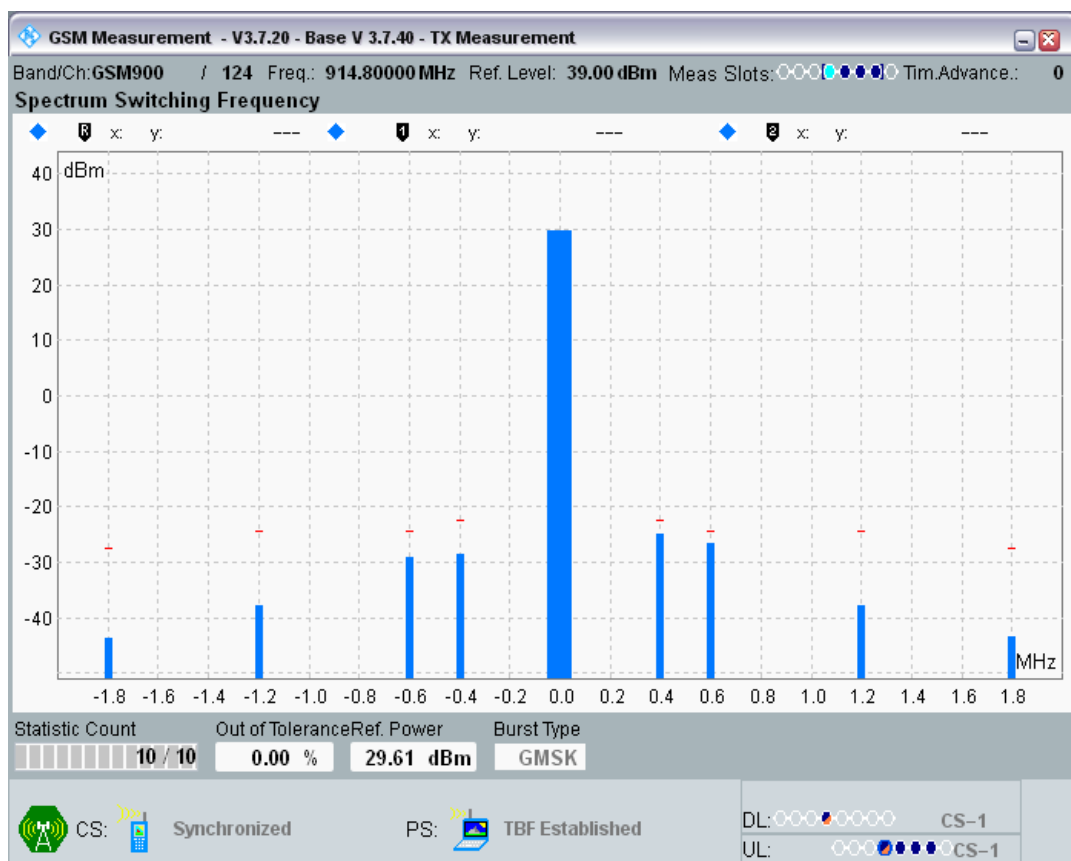 GSM Measurement - V3.7.20 - Base V 3.7.40 - TX Measurement
Band/Ch:GSM900 / 124 Freq.: 914.80000 MHz Ref. Level: 39.00 dBm Meas Slots: Tim.Advance.: 0
Spectrum Switching Frequency
R x: y: --- 1 x: y: --- 2 x: y: ---
dBm
40
30
20
10
0
-10
-20
-30
-40
MHz
-1.8 -1.6 -1.4 -1.2 -1.0 -0.8 -0.6 -0.4 -0.2 0.0 0.2 0.4 0.6 0.8 1.0 1.2 1.4 1.6 1.8
Statistic Count Out of Tolerance Ref. Power Burst Type
10 / 10 0.00 % 29.61 dBm GMSK
CS: Synchronized PS: TBF Established
DL: CS-1
UL: CS-1